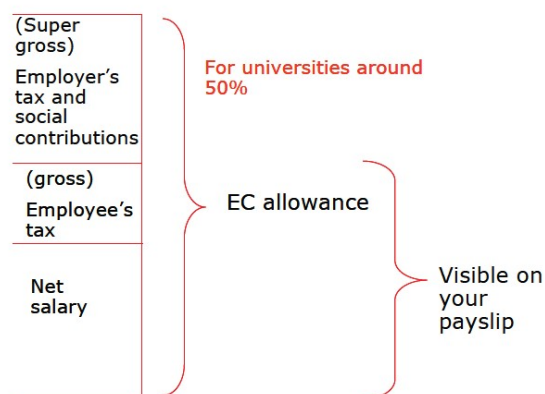 (Super
gross)
Employer's
tax and
social
contributions
For universities around
50%
(gross)
Employee's
tax
EC allowance
Net
salary
Visible on
your
payslip